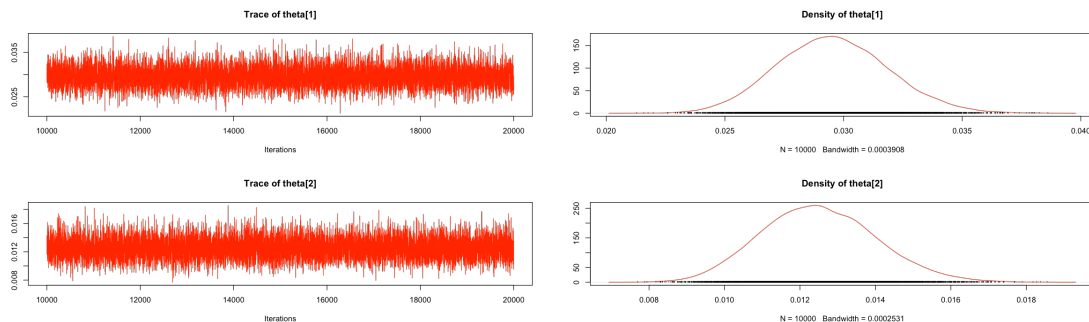 Trace of theta[1]
0.035
0.025
10000 12000 14000 16000 18000 20000
Iterations
Density of theta[1]
150
100
50
0
0.020 0.025 0.030 0.035 0.040
N = 10000 Bandwidth = 0.0003908
Trace of theta[2]
0.016
0.012
0.008
10000 12000 14000 16000 18000 20000
Iterations
Density of theta[2]
250
150
50
0
0.008 0.010 0.012 0.014 0.016 0.018
N = 10000 Bandwidth = 0.0002531